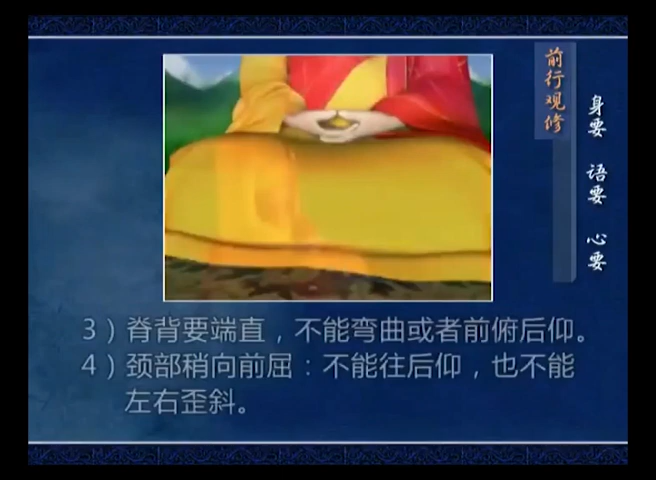 前行观修
身要 语要 心要
3）脊背要端直，不能弯曲或者前俯后仰。
4）颈部稍向前屈：不能往后仰，也不能
左右歪斜。